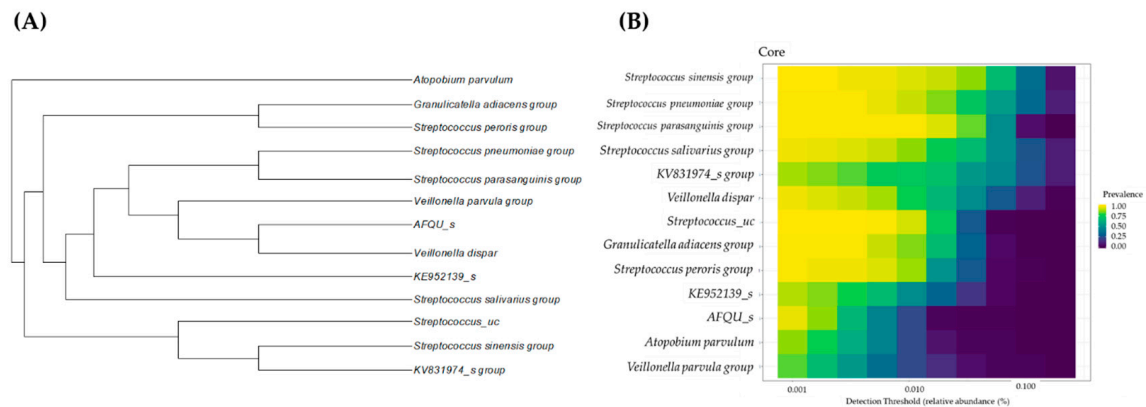 (A)
Atopobium parvulum
Granulicatella adiacens group
Streptococcus peroris group
Streptococcus pneumoniae group
Streptococcus parasanguinis group
Veillonella parvula group
AFQU_s
Veillonella dispar
KE952139_s
Streptococcus salivarius group
Streptococcus_uc
Streptococcus sinensis group
KV831974_s group
(B)
Core
Streptococcus sinensis group
Streptococcus pneumoniae group
Streptococcus parasanguinis group
Streptococcus salivarius group
KV831974_s group
Veillonella dispar
Streptococcus_uc
Granulicatella adiacens group
Streptococcus peroris group
KE952139_s
AFQU_s
Atopobium parvulum
Veillonella parvula group
0.001
0.010
0.100
Detection Threshold (relative abundance (%)
Prevalence
1.00
0.75
0.50
0.25